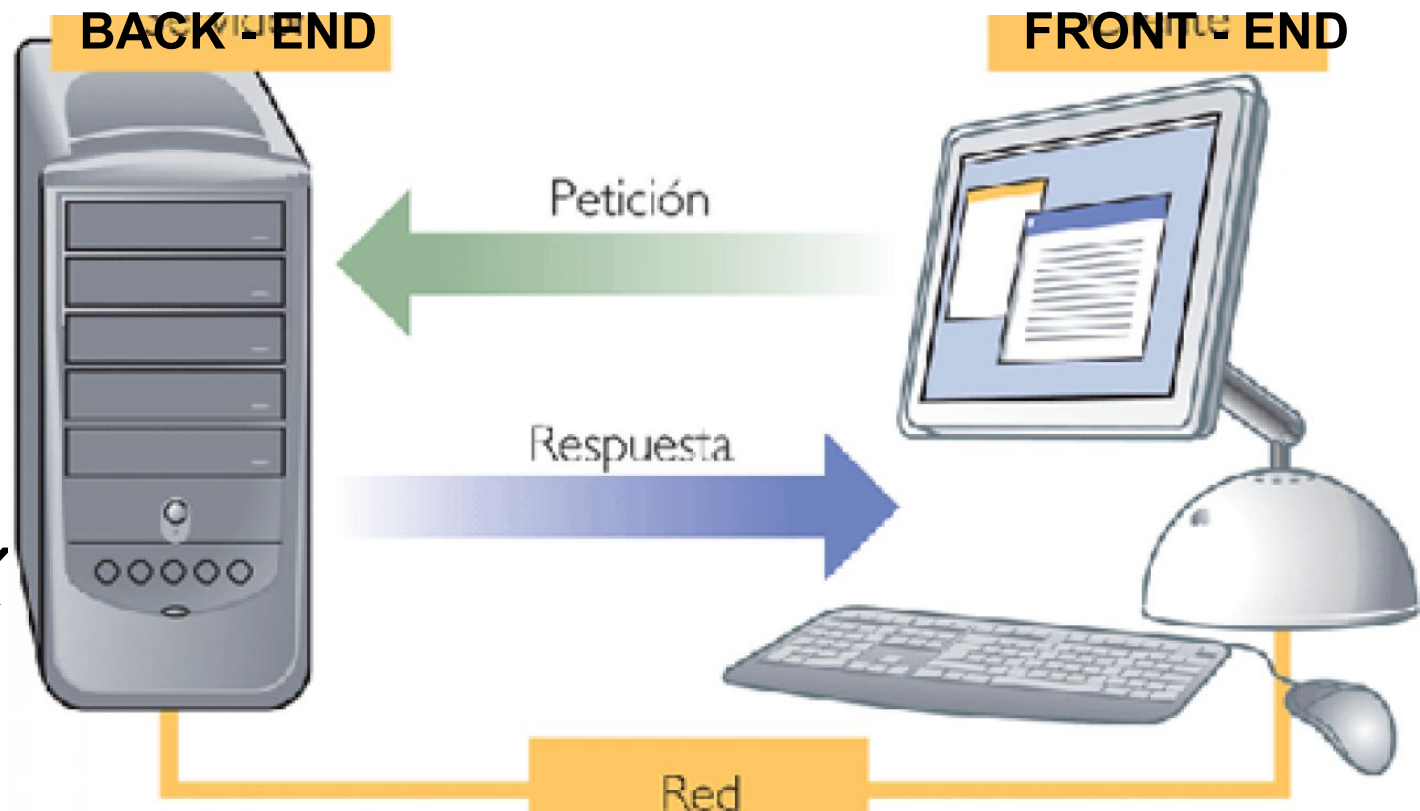 BACK - END
FRONT - END
Petición
Respuesta
Red